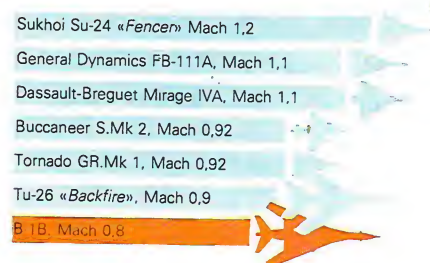 Sukhoi Su-24 «Fencer» Mach 1,2
General Dynamics FB-111A, Mach 1,1
Dassault-Breguet Mirage IVA, Mach 1,1
Buccaneer S.Mk 2, Mach 0,92
Tornado GR.Mk 1, Mach 0,92
Tu-26 «Backfire», Mach 0,9
B 1B, Mach 0,8